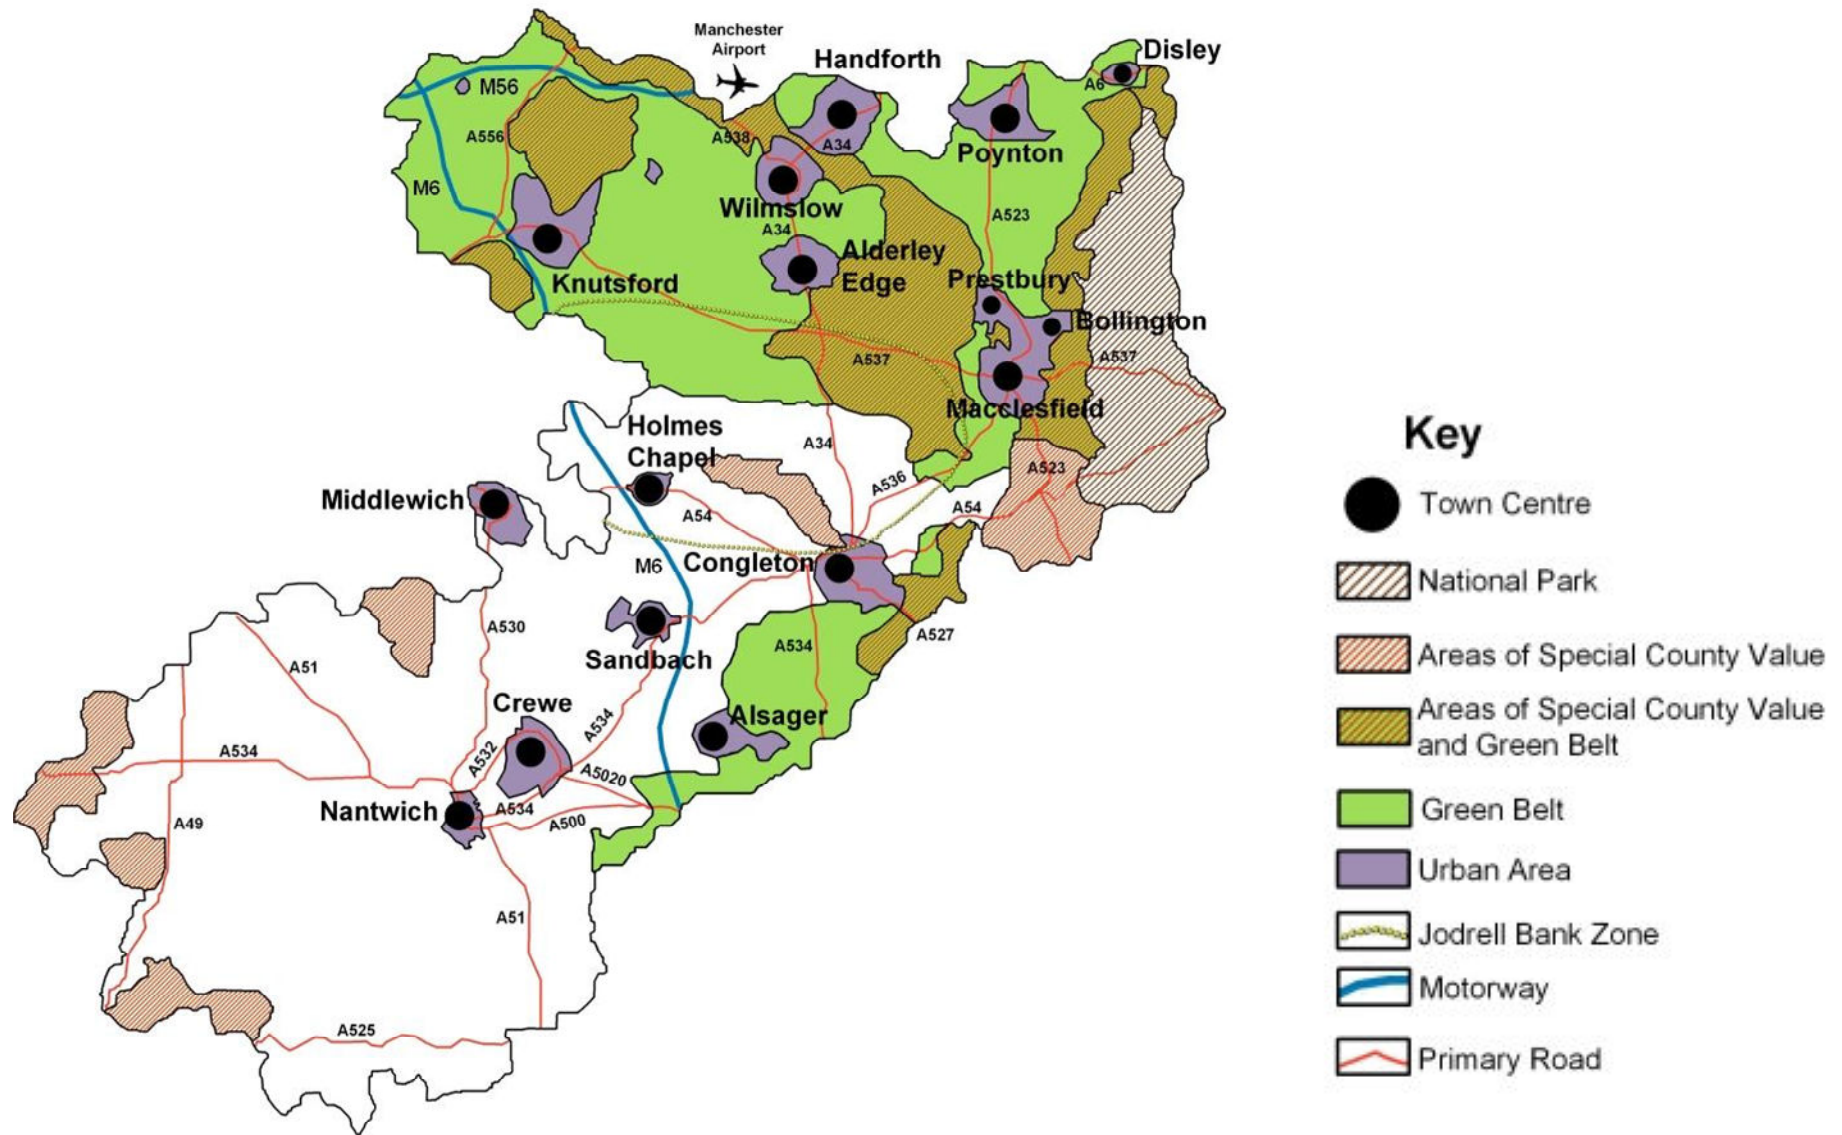 Manchester
Airport
Handforth
Disley
M56
A6
A556
A538
A34
Poynton
M6
Wilmslow
A523
A34
Alderley
Edge
Knutsford
Prestbury
Bollington
A537
A537
Macclesfield
Holmes
Chapel
A34
A523
A536
Middlewich
A54
A54
M6
Congleton
A530
A527
A534
Sandbach
A51
Crewe
Alsager
A534
A534
A532
A5020
Nantwich
A534
A500
A49
A51
A525
Key
Town Centre
National Park
Areas of Special County Value
Areas of Special County Value
and Green Belt
Green Belt
Urban Area
Jodrell Bank Zone
Motorway
Primary Road